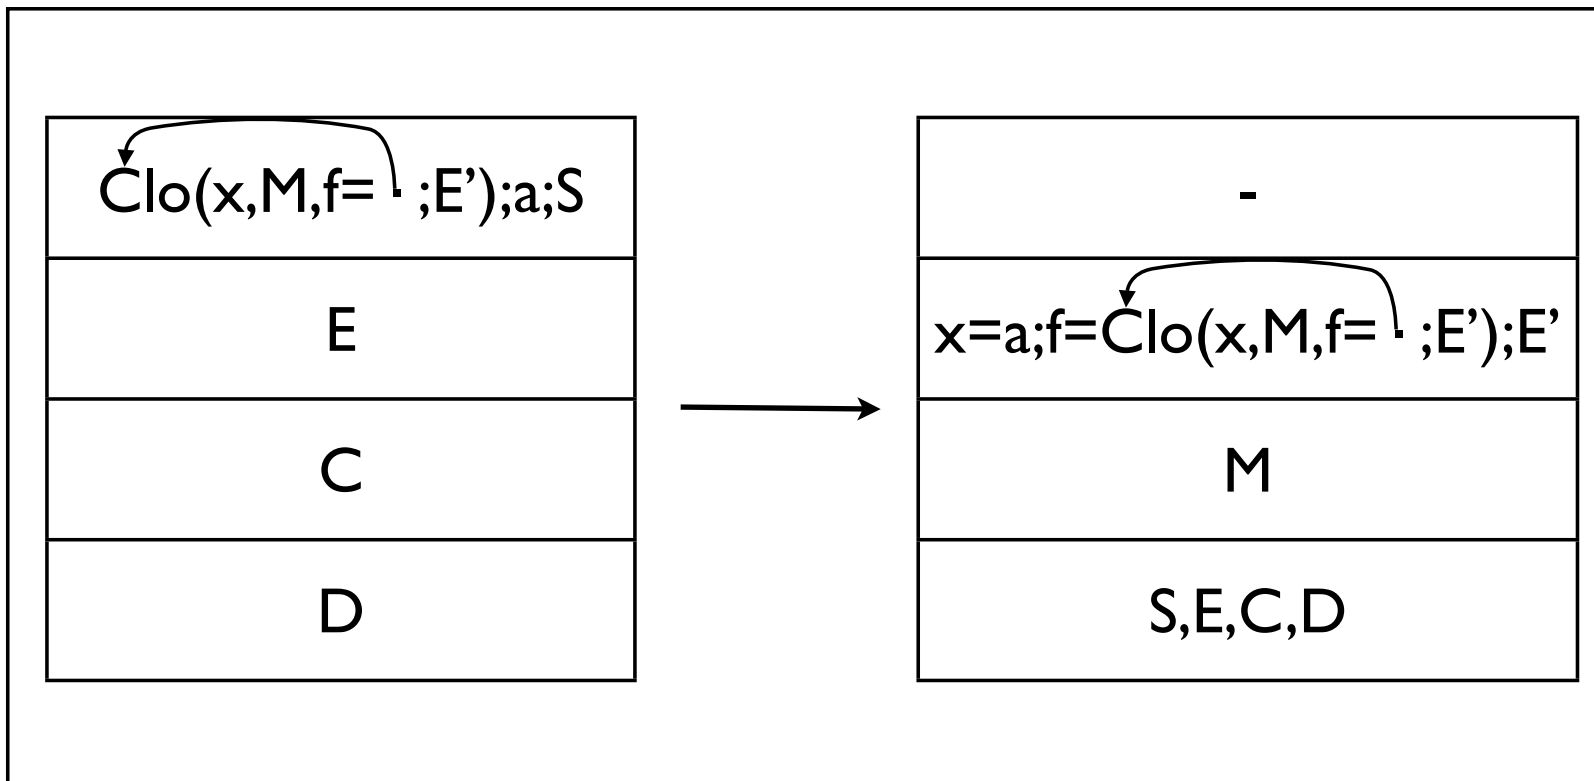 Clo(x,M,f= · ;E’);a;S
E
C
D
-
x=a;f=Clo(x,M,f= · ;E’);E’
M
S,E,C,D